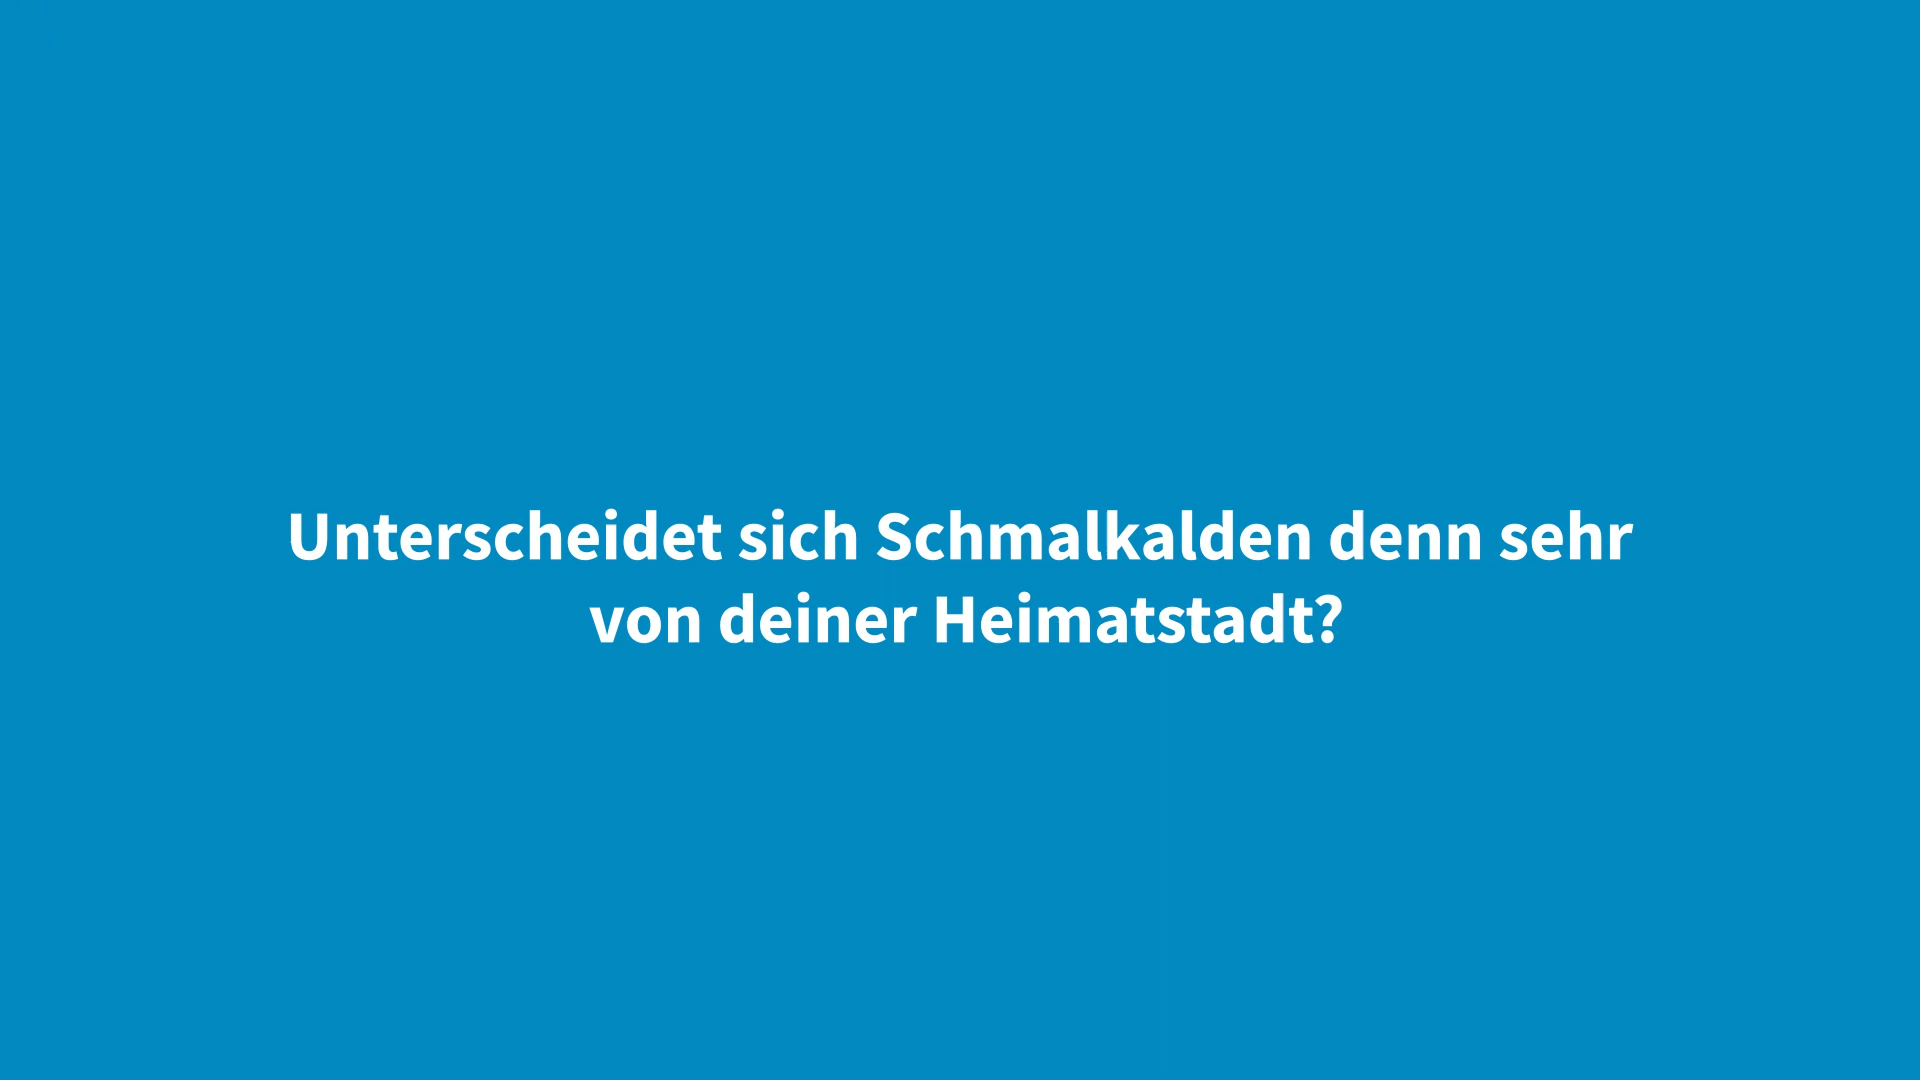 Unterscheidet sich Schmalkalden denn sehr
von deiner Heimatstadt?